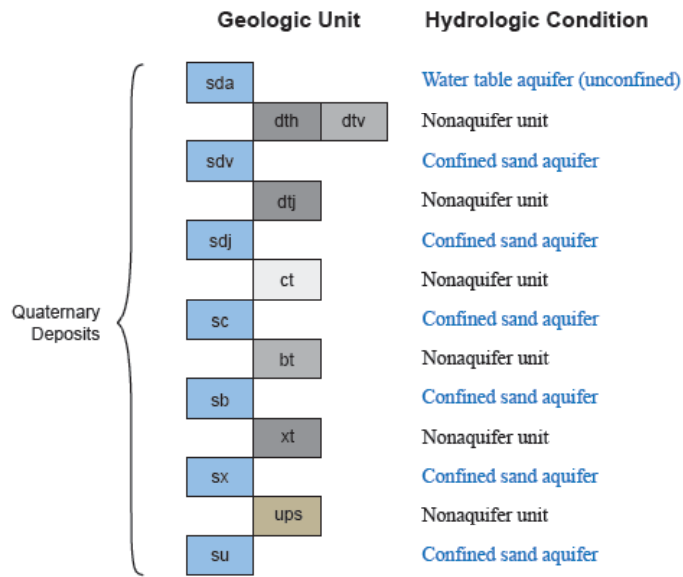 Geologic Unit Hydrologic Condition
sda Water table aquifer (unconfined)
dth dtv Nonaquifer unit
sdv Confined sand aquifer
dtj Nonaquifer unit
sdj Confined sand aquifer
ct Nonaquifer unit
Quaternary
Deposits
sc Confined sand aquifer
bt Nonaquifer unit
sb Confined sand aquifer
xt Nonaquifer unit
sx Confined sand aquifer
ups Nonaquifer unit
su Confined sand aquifer